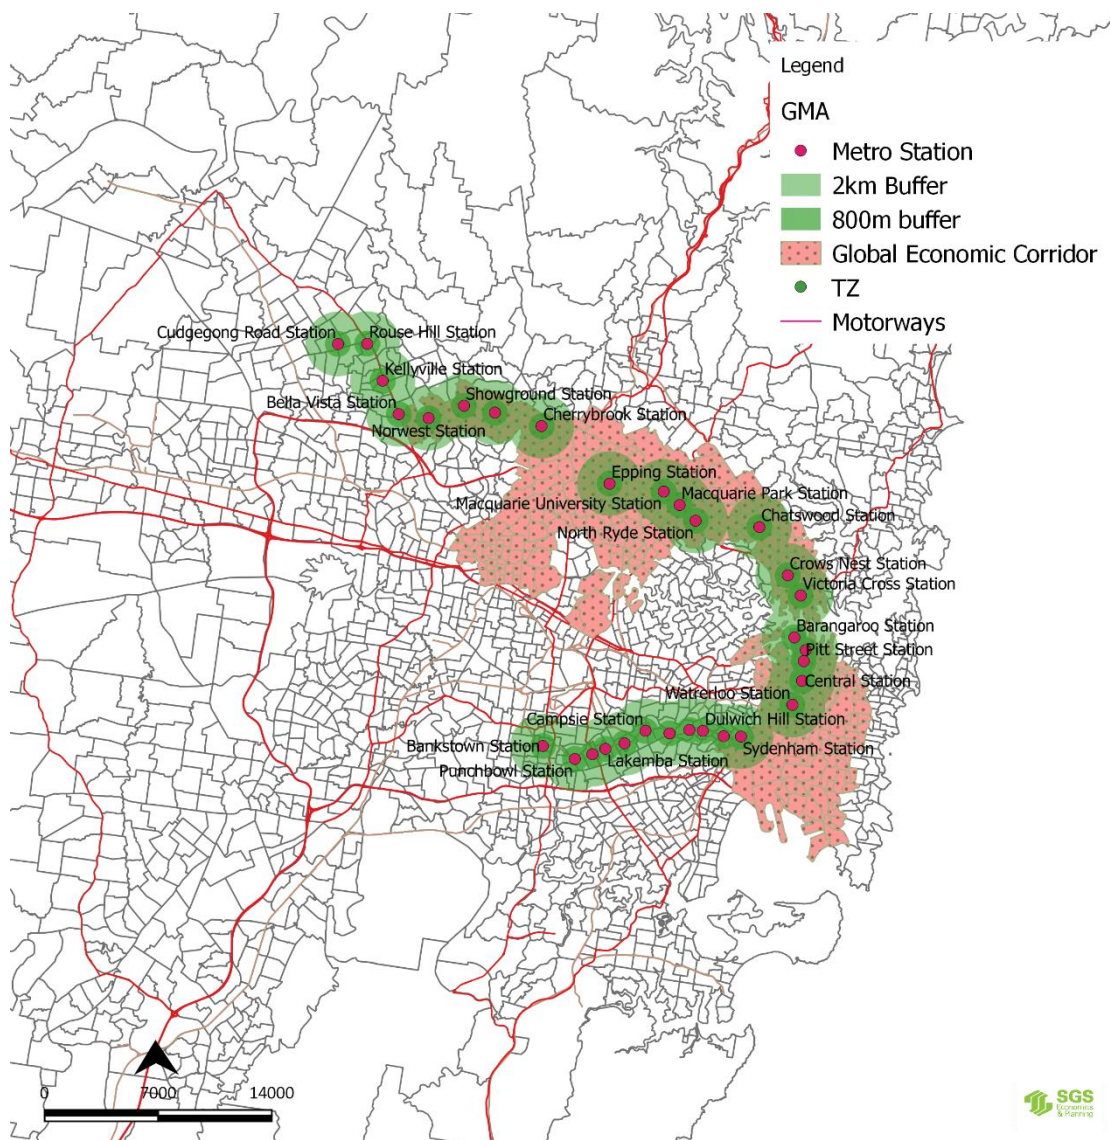 Legend
GMA
Metro Station
2km Buffer
800m buffer
Global Economic Corridor
TZ
Motorways
Cudgegong Road Station
Rouse Hill Station
Kellyville Station
Bella Vista Station
Showground Station
Norwest Station
Cherrybrook Station
Epping Station
Macquarie University Station
Macquarie Park Station
North Ryde Station
Chatswood Station
Crows Nest Station
Victoria Cross Station
Barangaroo Station
Pitt Street Station
Central Station
Watrerloo Station
Campsie Station
Dulwich Hill Station
Bankstown Station
Sydenham Station
Punchbowl Station
Lakemba Station
0 7000 14000
SGS
Economics
& Planning